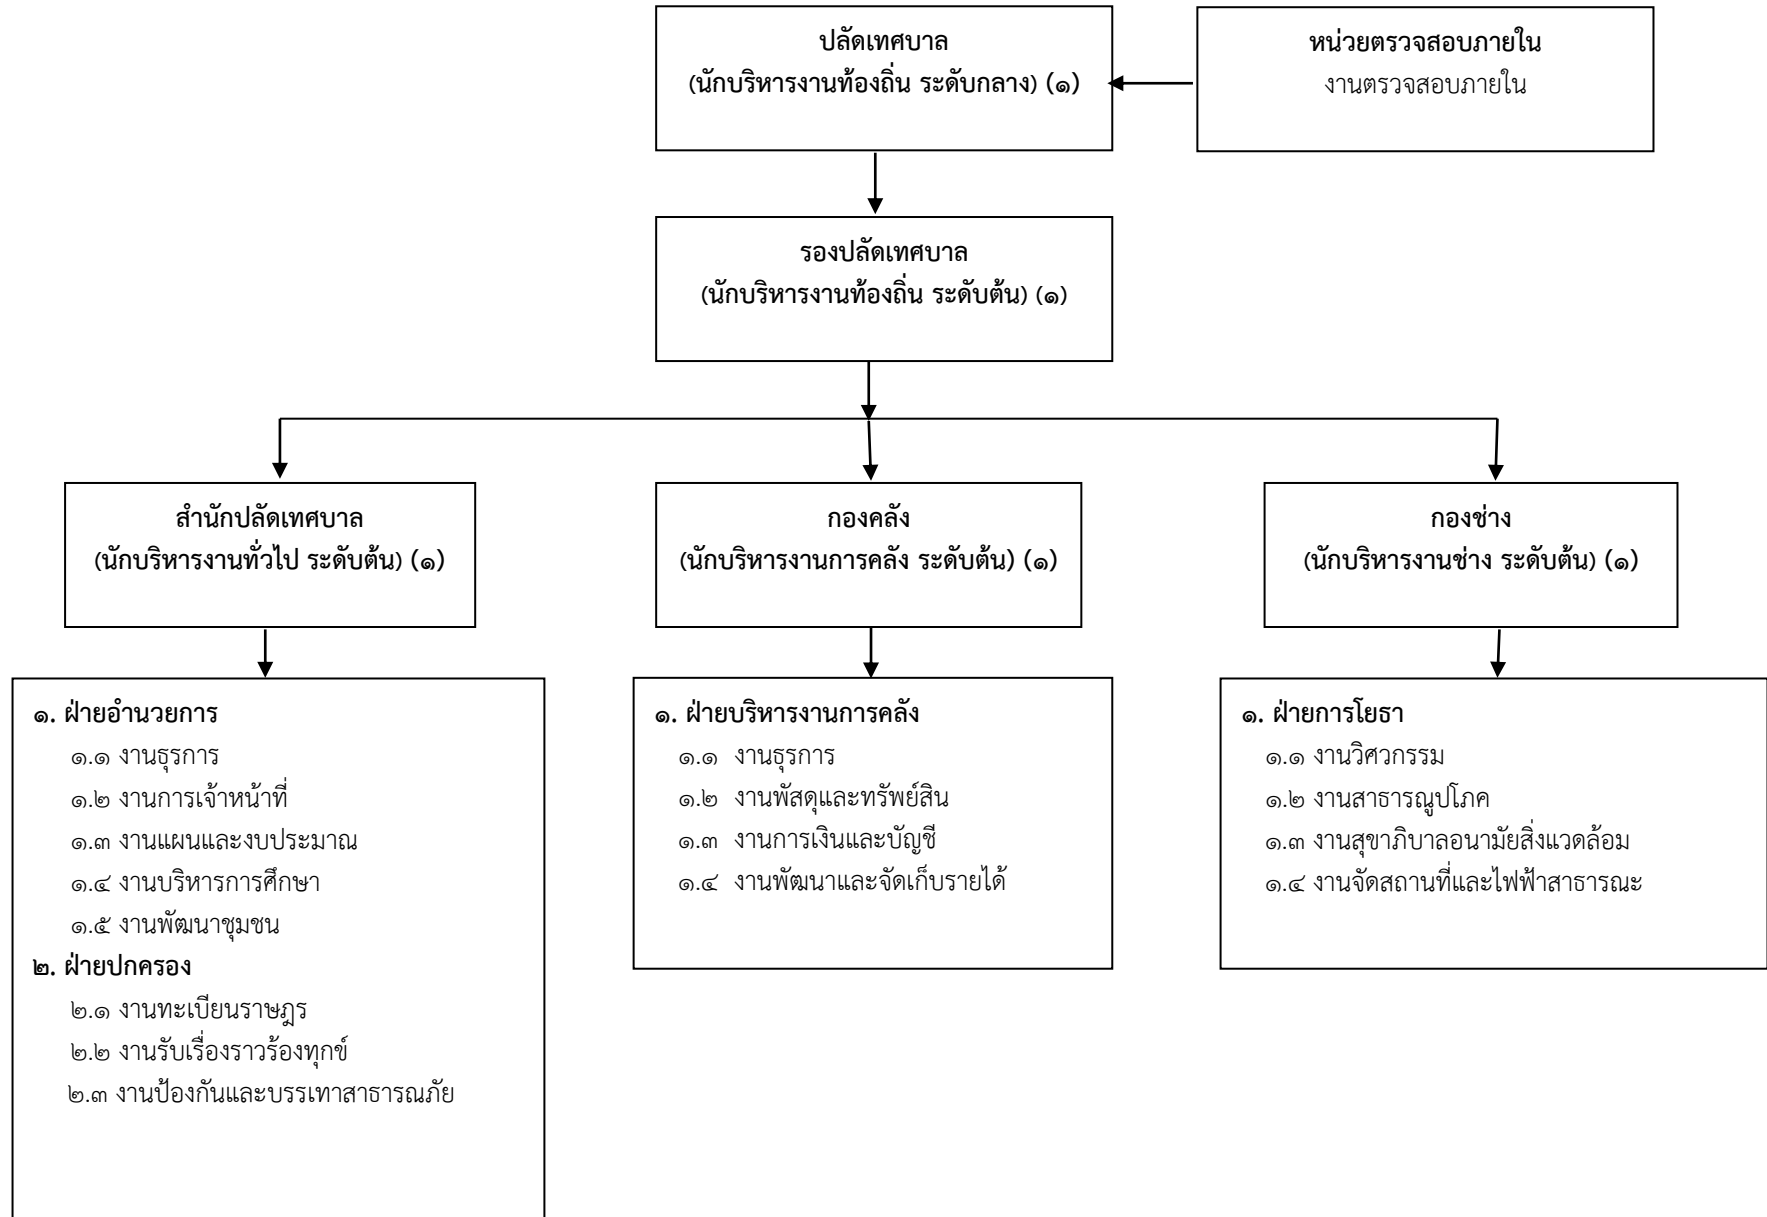 ปลัดเทศบาล
(นักบริหารงานท้องถิ่น ระดับกลาง) (๑)
หน่วยตรวจสอบภายใน
งานตรวจสอบภายใน
รองปลัดเทศบาล
(นักบริหารงานท้องถิ่น ระดับต้น) (๑)
สำนักปลัดเทศบาล
(นักบริหารงานทั่วไป ระดับต้น) (๑)
กองคลัง
(นักบริหารงานการคลัง ระดับต้น) (๑)
กองช่าง
(นักบริหารงานช่าง ระดับต้น) (๑)
๑. ฝ่ายอำนวยการ
๑.๑ งานธุรการ
๑.๒ งานการเจ้าหน้าที่
๑.๓ งานแผนและงบประมาณ
๑.๔ งานบริหารการศึกษา
๑.๕ งานพัฒนาชุมชน
๒. ฝ่ายปกครอง
๒.๑ งานทะเบียนราษฎร
๒.๒ งานรับเรื่องราวร้องทุกข์
๒.๓ งานป้องกันและบรรเทาสาธารณภัย
๑. ฝ่ายบริหารงานการคลัง
๑.๑ งานธุรการ
๑.๒ งานพัสดุและทรัพย์สิน
๑.๓ งานการเงินและบัญชี
๑.๔ งานพัฒนาและจัดเก็บรายได้
๑. ฝ่ายการโยธา
๑.๑ งานวิศวกรรม
๑.๒ งานสาธารณูปโภค
๑.๓ งานสุขาภิบาลอนามัยสิ่งแวดล้อม
๑.๔ งานจัดสถานที่และไฟฟ้าสาธารณะ